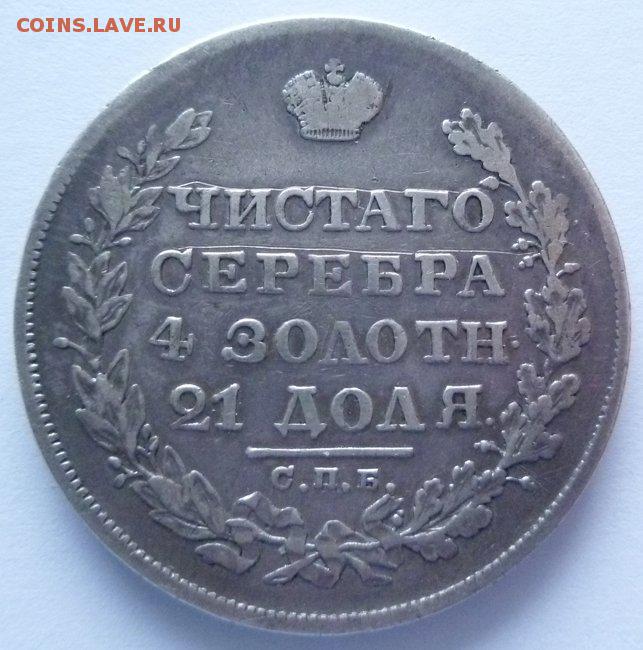 COINS.LAVE.RU
ЧИСТАГО
СЕРЕБРА
4 ЗОЛОТН.
21 ДОЛЯ.
С.П.Б.